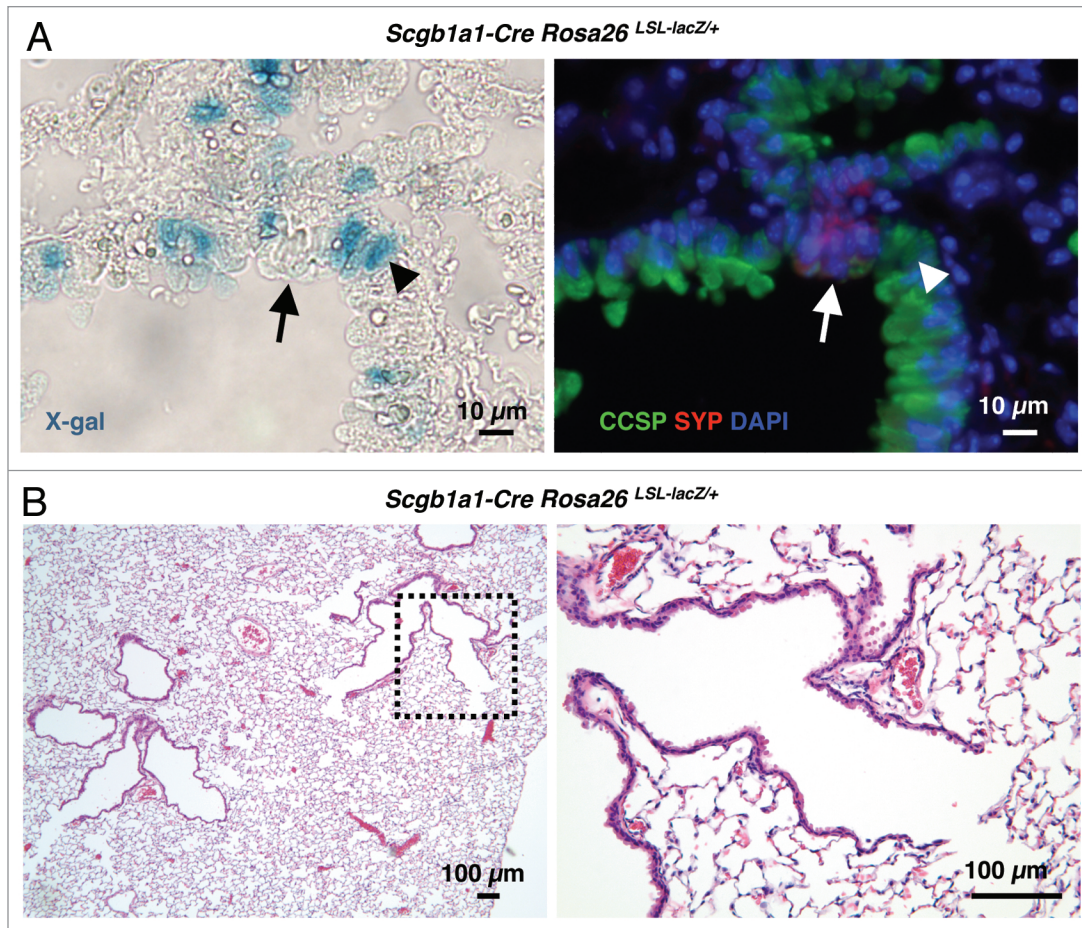 A
Scgb1a1-Cre Rosa26 LSL-lacZ/+
X-gal
10 µm
CCSP SYP DAPI
10 µm
B
Scgb1a1-Cre Rosa26 LSL-lacZ/+
100 µm
100 µm